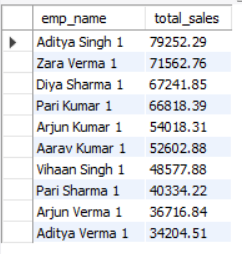 emp_name total_sales
Aditya Singh 1 79252.29
Zara Verma 1 71562.76
Diya Sharma 1 67241.85
Pari Kumar 1 66818.39
Arjun Kumar 1 54018.31
Aarav Kumar 1 52602.88
Vihaan Singh 1 48577.88
Pari Sharma 1 40334.22
Arjun Verma 1 36716.84
Aditya Verma 1 34204.51